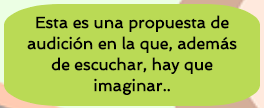 Esta es una propuesta de
audición en la que, además
de escuchar, hay que
imaginar..